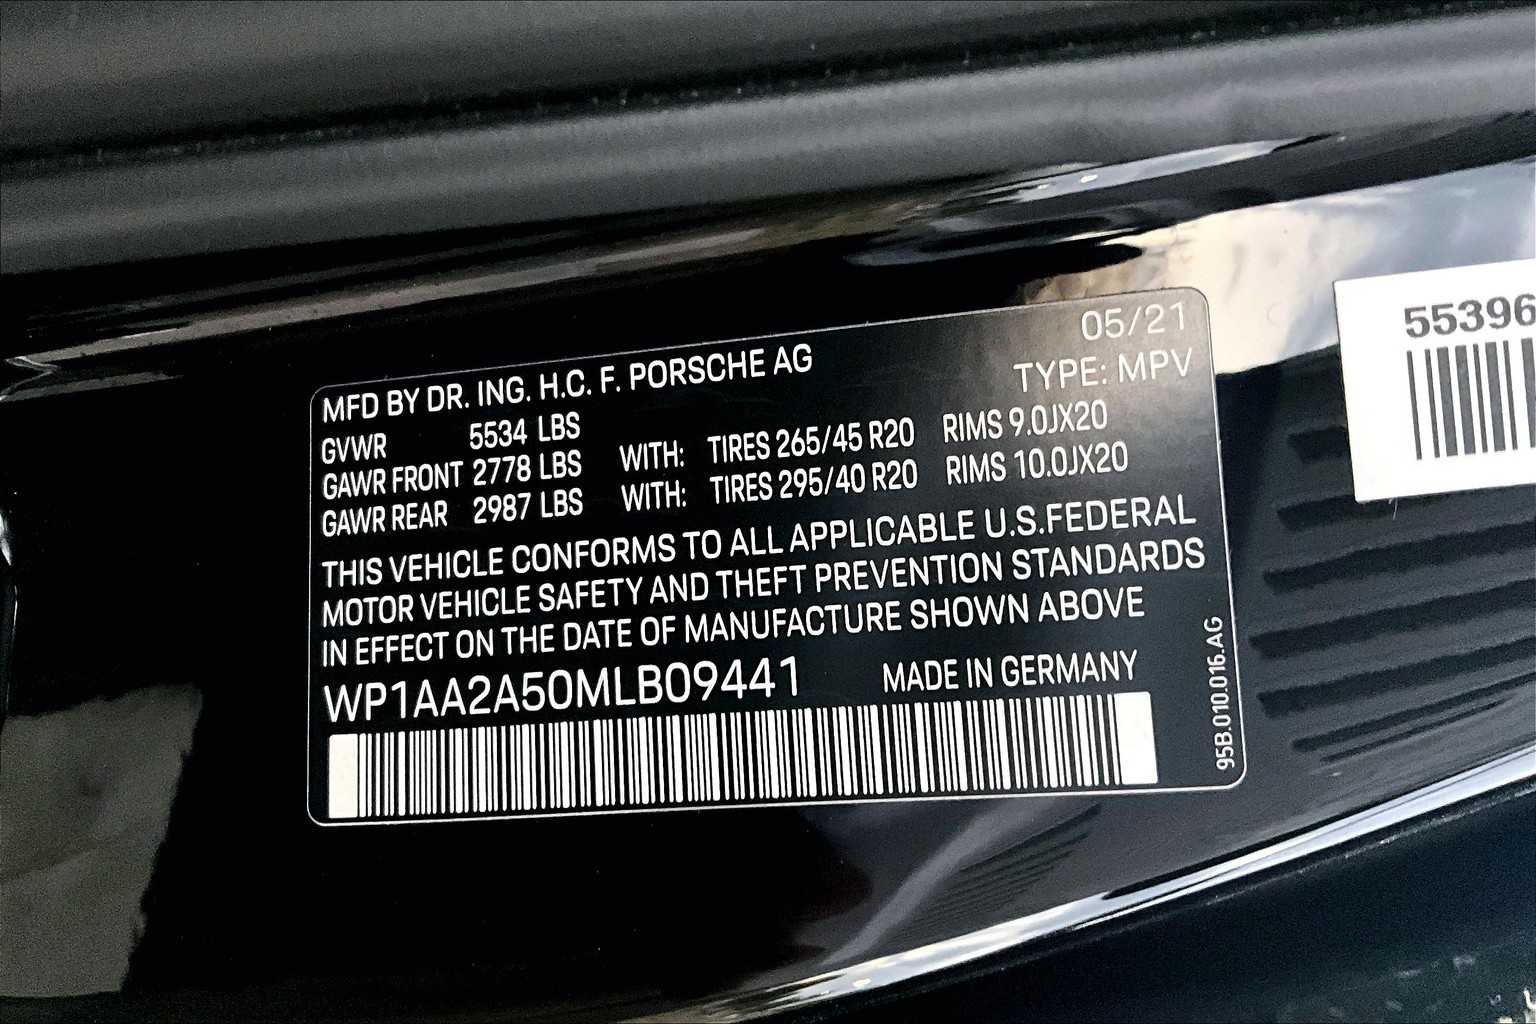 MFD BY DR. ING. H.C. F. PORSCHE AG 05/21
TYPE: MPV
GVWR 5534 LBS
GAWR FRONT 2778 LBS WITH: TIRES 265/45 R20 RIMS 9.0JX20
GAWR REAR 2987 LBS WITH: TIRES 295/40 R20 RIMS 10.0JX20
THIS VEHICLE CONFORMS TO ALL APPLICABLE U.S.FEDERAL
MOTOR VEHICLE SAFETY AND THEFT PREVENTION STANDARDS
IN EFFECT ON THE DATE OF MANUFACTURE SHOWN ABOVE
WP1AA2A50MLB09441 MADE IN GERMANY
95B.010.016.AG
55396